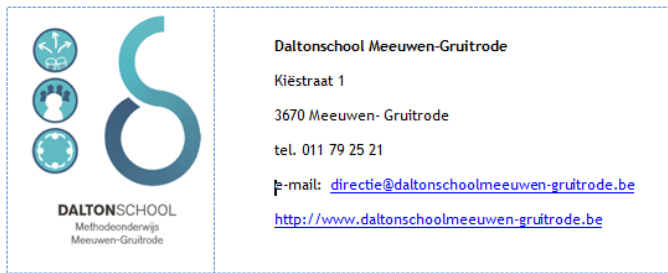 DALTONSCHOOL
Methodeonderwijs
Meeuwen-Gruitrode
Daltonschool Meeuwen-Gruitrode
Kiëstraat 1
3670 Meeuwen- Gruitrode
tel. 011 79 25 21
e-mail: directie@daltonschoolmeeuwen-gruitrode.be
http://www.daltonschoolmeeuwen-gruitrode.be